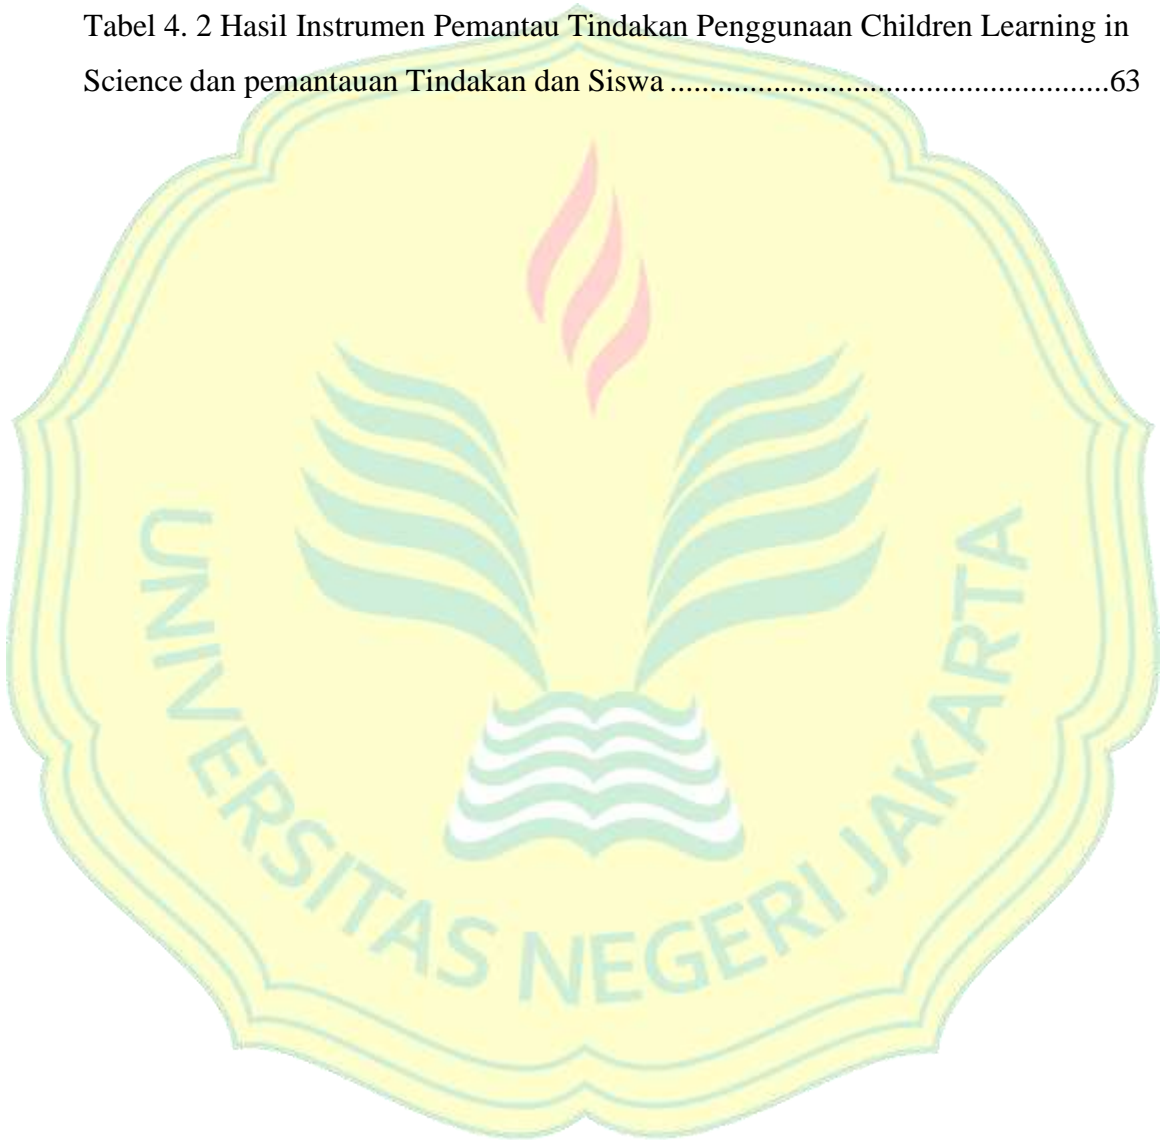 Tabel 4. 2 Hasil Instrumen Pemantau Tindakan Penggunaan Children Learning in
Science dan pemantauan Tindakan dan Siswa ........................................................63
UNIVERSITAS NEGERI JAKARTA